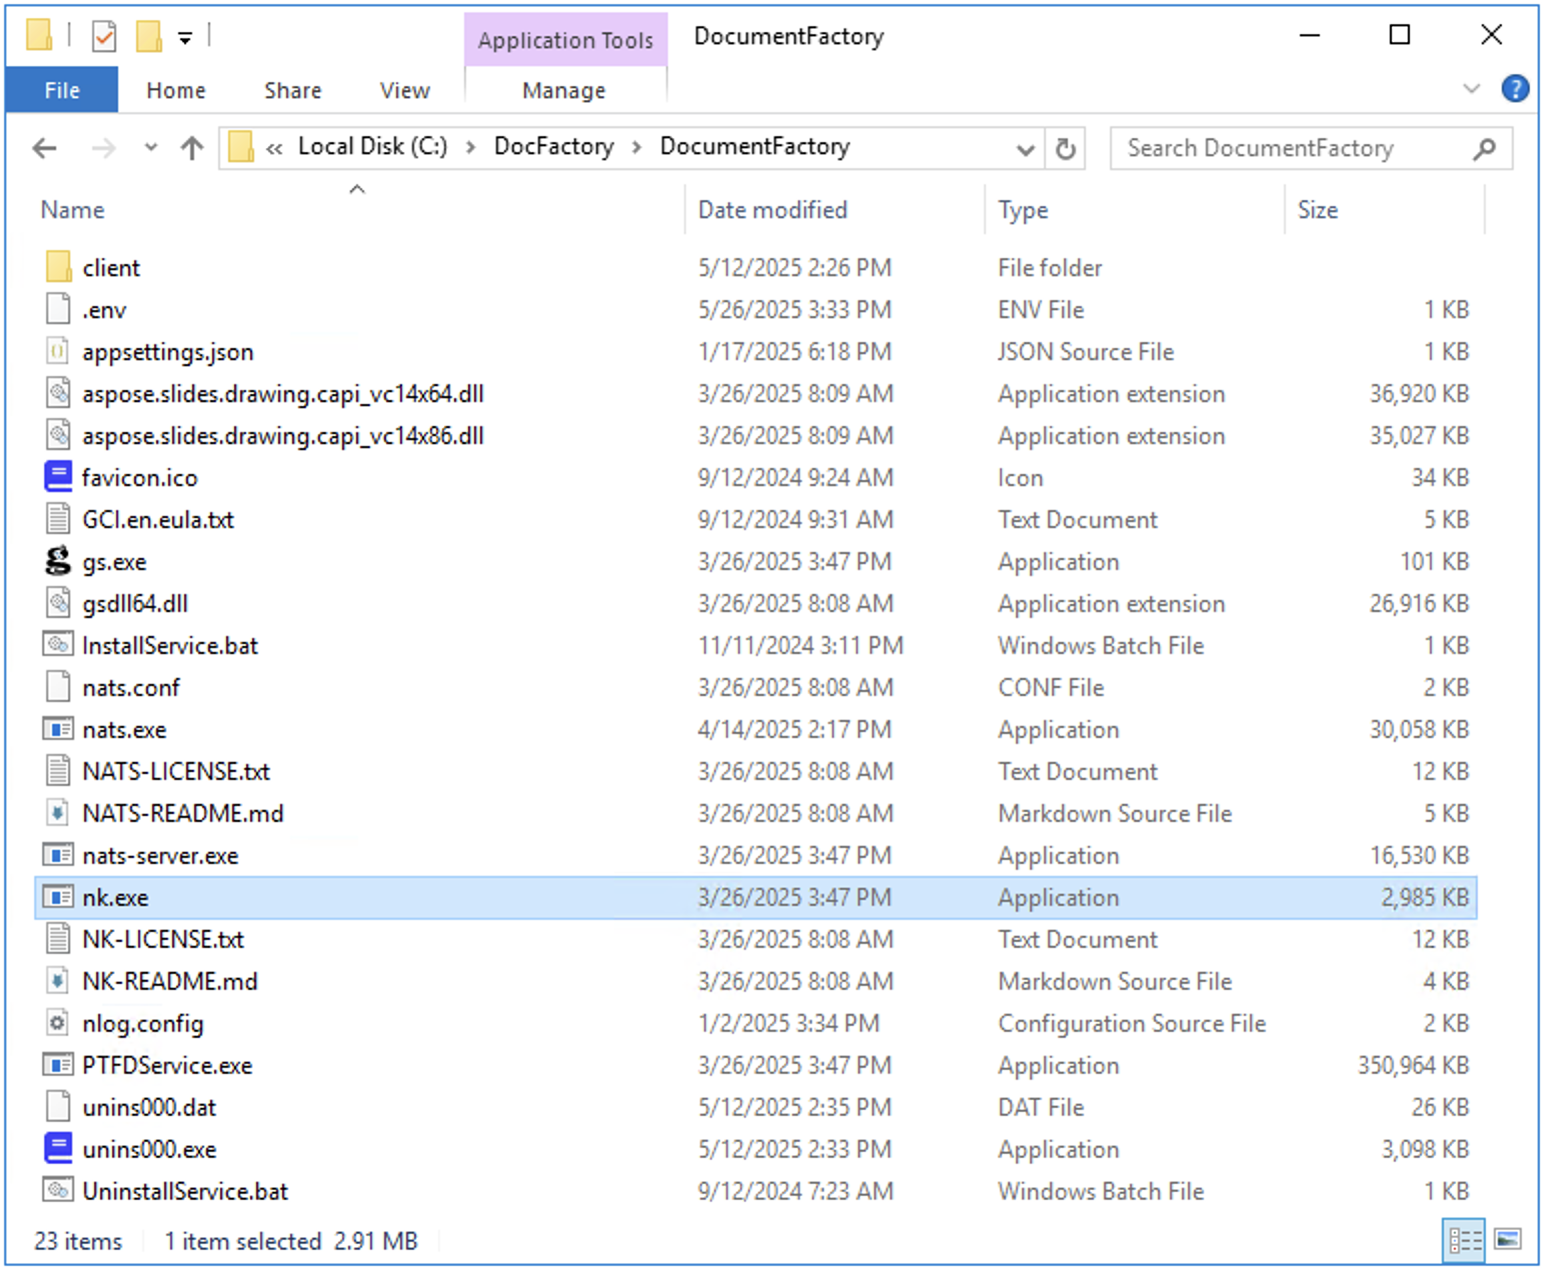 Application Tools DocumentFactory
File Home Share View Manage
« Local Disk (C:) > DocFactory > DocumentFactory Search DocumentFactory
Name Date modified Type Size
client 5/12/2025 2:26 PM File folder
.env 5/26/2025 3:33 PM ENV File 1 KB
appsettings.json 1/17/2025 6:18 PM JSON Source File 1 KB
aspose.slides.drawing.capi_vc14x64.dll 3/26/2025 8:09 AM Application extension 36,920 KB
aspose.slides.drawing.capi_vc14x86.dll 3/26/2025 8:09 AM Application extension 35,027 KB
favicon.ico 9/12/2024 9:24 AM Icon 34 KB
GCI.en.eula.txt 9/12/2024 9:31 AM Text Document 5 KB
gs.exe 3/26/2025 3:47 PM Application 101 KB
gsdll64.dll 3/26/2025 8:08 AM Application extension 26,916 KB
InstallService.bat 11/11/2024 3:11 PM Windows Batch File 1 KB
nats.conf 3/26/2025 8:08 AM CONF File 2 KB
nats.exe 4/14/2025 2:17 PM Application 30,058 KB
NATS-LICENSE.txt 3/26/2025 8:08 AM Text Document 12 KB
NATS-README.md 3/26/2025 8:08 AM Markdown Source File 5 KB
nats-server.exe 3/26/2025 3:47 PM Application 16,530 KB
nk.exe 3/26/2025 3:47 PM Application 2,985 KB
NK-LICENSE.txt 3/26/2025 8:08 AM Text Document 12 KB
NK-README.md 3/26/2025 8:08 AM Markdown Source File 4 KB
nlog.config 1/2/2025 3:34 PM Configuration Source File 2 KB
PTFDService.exe 3/26/2025 3:47 PM Application 350,964 KB
unins000.dat 5/12/2025 2:35 PM DAT File 26 KB
unins000.exe 5/12/2025 2:33 PM Application 3,098 KB
UninstallService.bat 9/12/2024 7:23 AM Windows Batch File 1 KB
23 items 1 item selected 2.91 MB